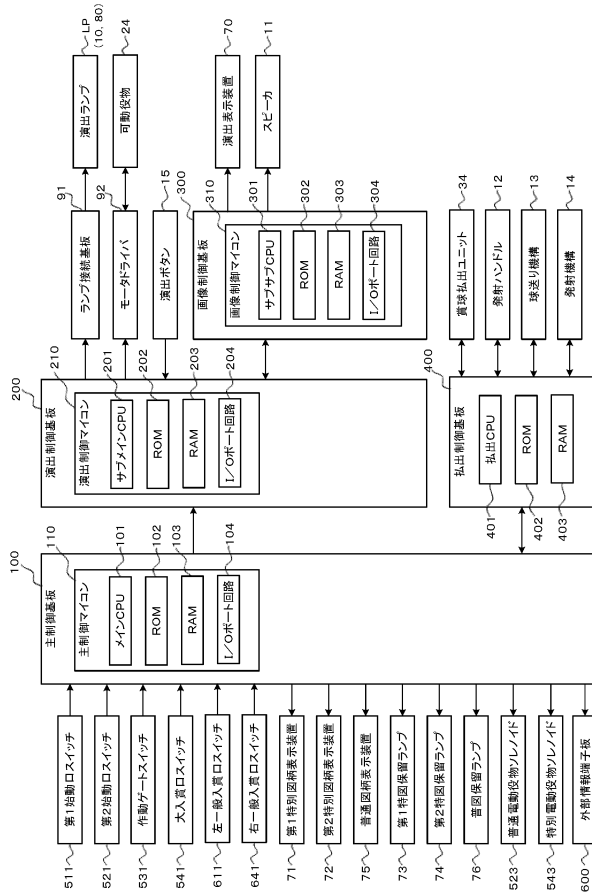 511
第1始動口スイッチ
521
第2始動口スイッチ
531
作動ゲートスイッチ
541
大入賞口スイッチ
611
左一般入賞口スイッチ
641
右一般入賞口スイッチ
71
第1特別図柄表示装置
72
第2特別図柄表示装置
75
普通図柄表示装置
73
第1特図保留ランプ
74
第2特図保留ランプ
76
普図保留ランプ
523
普通電動役物ソレノイド
543
特別電動役物ソレノイド
600
外部情報端子板
100
主制御基板
110
主制御マイコン
メインCPU
101
ROM
102
RAM
103
I/Oポート回路
104
200
演出制御基板
210
演出制御マイコン
サブメインCPU
201
ROM
202
RAM
203
I/Oポート回路
204
400
払出制御基板
払出CPU
401
ROM
402
RAM
403
ランプ接続基板
91
モータドライバ
92
演出ボタン
15
300
画像制御基板
310
画像制御マイコン
サブサブCPU
301
ROM
302
RAM
303
I/Oポート回路
304
演出ランプ
LP
(10, 80)
可動役物
24
演出表示装置
70
スピーカ
11
賞球払出ユニット
34
発射ハンドル
12
球送り機構
13
発射機構
14